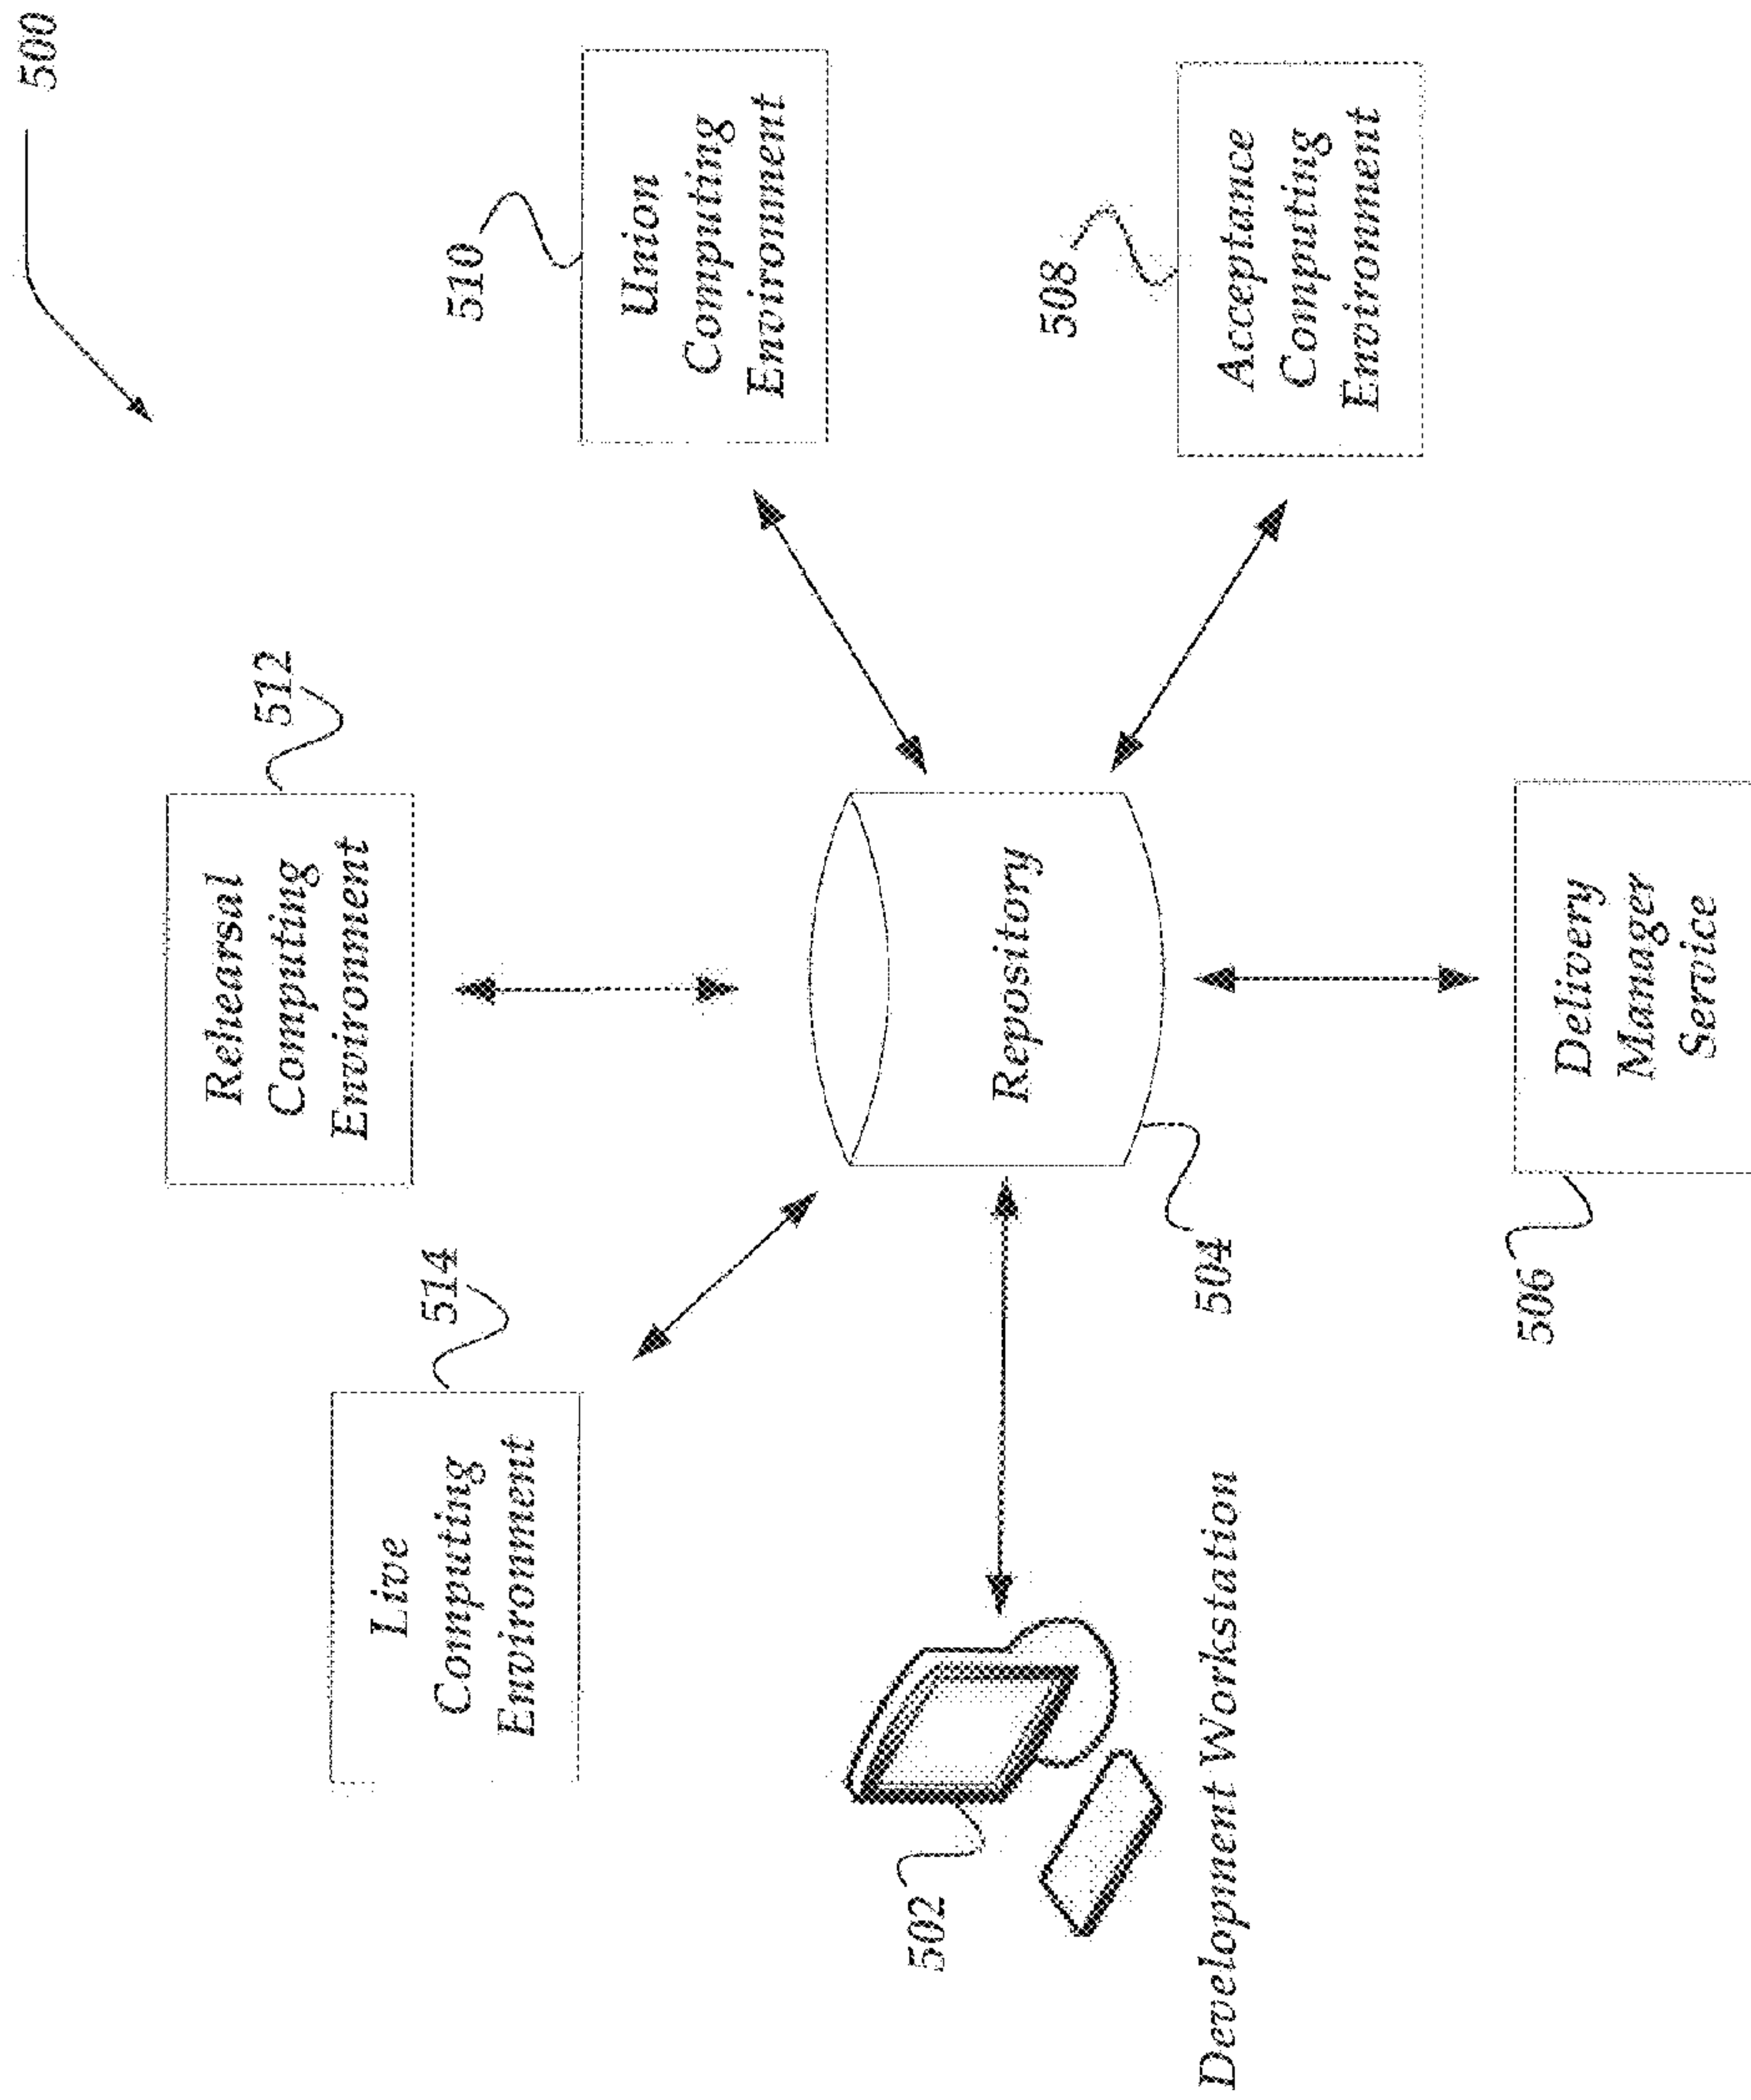 500
512
Rehearsal
Computing
Environment
514
Live
Computing
Environment
510
Union
Computing
Environment
Repository
504
502
Development Workstation
508
Acceptance
Computing
Environment
506
Delivery
Manager
Service